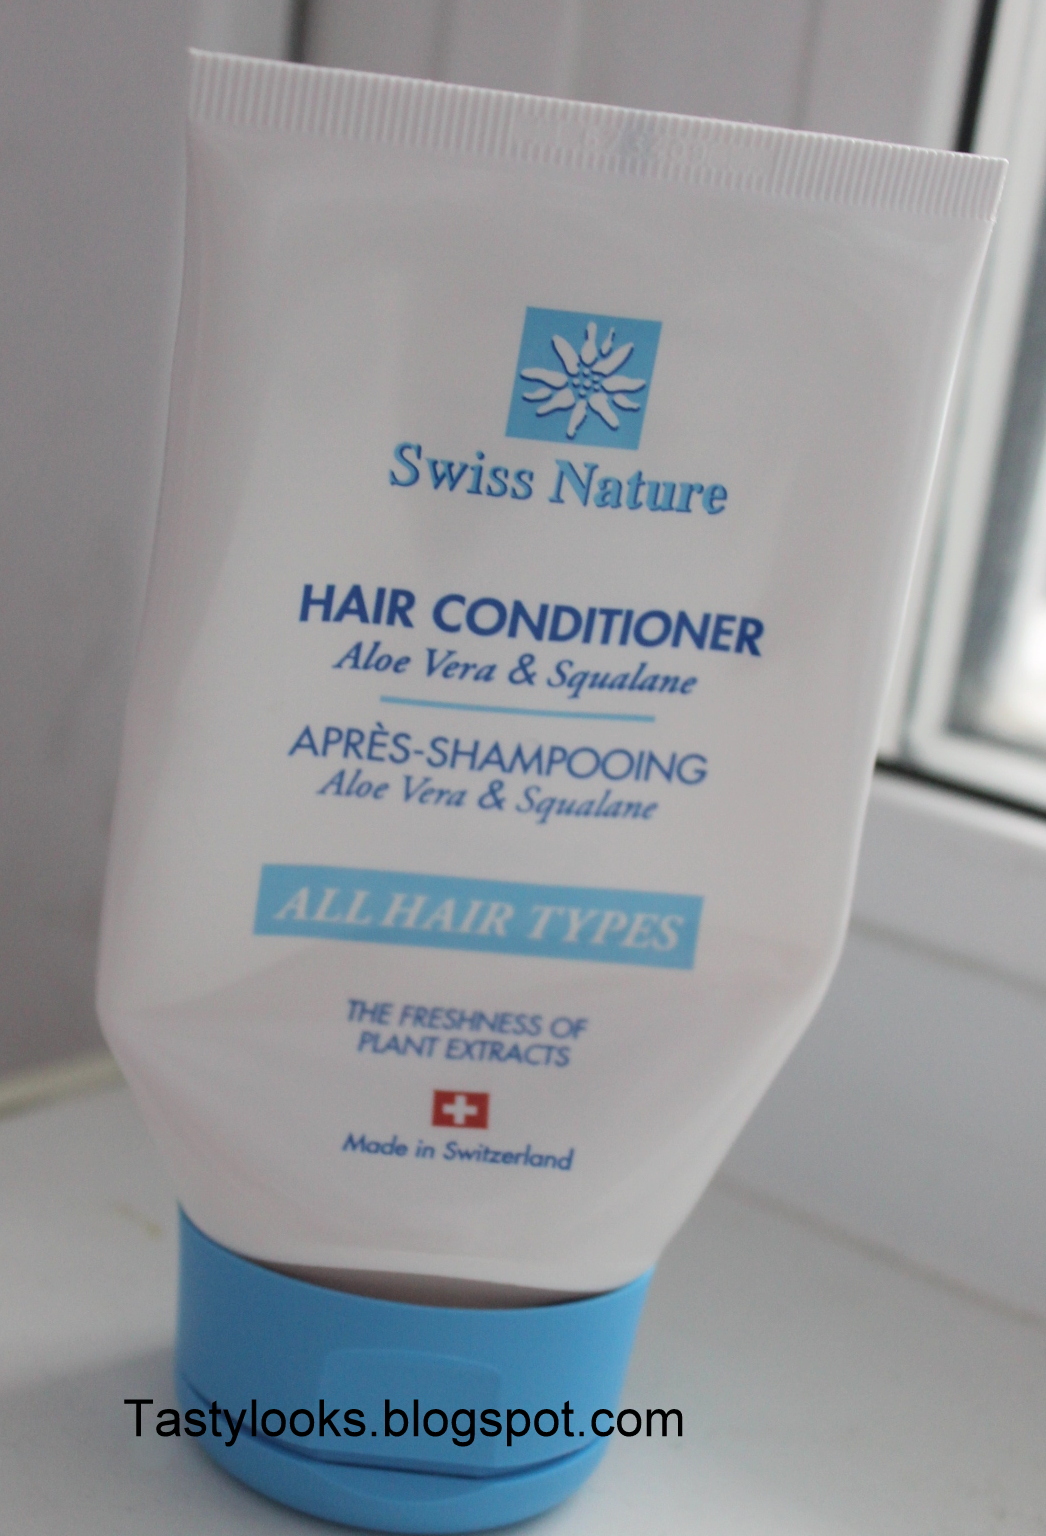 Swiss Nature
HAIR CONDITIONER
Aloe Vera & Squalane
APRÈS-SHAMPOOING
Aloe Vera & Squalane
ALL HAIR TYPES
THE FRESHNESS OF
PLANT EXTRACTS
Made in Switzerland
Tastylooks.blogspot.com